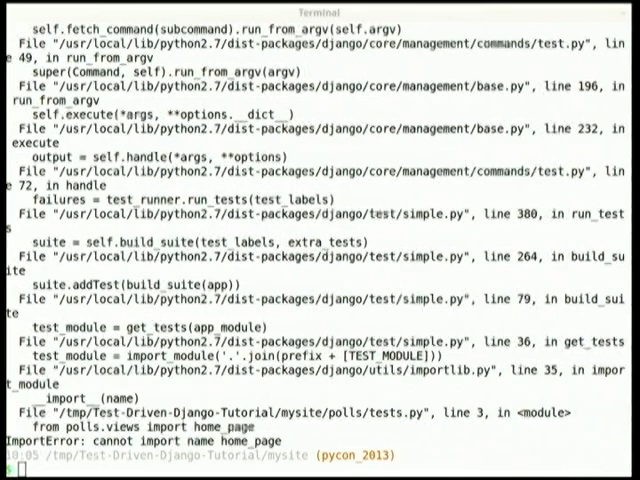 Terminal
self.fetch_command(subcommand).run_from_argv(self.argv)
File "/usr/local/lib/python2.7/dist-packages/django/core/management/commands/test.py", lin
e 49, in run_from_argv
super(Command, self).run_from_argv(argv)
File "/usr/local/lib/python2.7/dist-packages/django/core/management/base.py", line 196, in
run_from_argv
self.execute(*args, **options.__dict__)
File "/usr/local/lib/python2.7/dist-packages/django/core/management/base.py", line 232, in
execute
output = self.handle(*args, **options)
File "/usr/local/lib/python2.7/dist-packages/django/core/management/commands/test.py", lin
e 72, in handle
failures = test_runner.run_tests(test_labels)
File "/usr/local/lib/python2.7/dist-packages/django/test/simple.py", line 380, in run_test
s
suite = self.build_suite(test_labels, extra_tests)
File "/usr/local/lib/python2.7/dist-packages/django/test/simple.py", line 264, in build_su
ite
suite.addTest(build_suite(app))
File "/usr/local/lib/python2.7/dist-packages/django/test/simple.py", line 79, in build_sui
te
test_module = get_tests(app_module)
File "/usr/local/lib/python2.7/dist-packages/django/test/simple.py", line 36, in get_tests
test_module = import_module('.'.join(prefix + [TEST_MODULE]))
File "/usr/local/lib/python2.7/dist-packages/django/utils/importlib.py", line 35, in impor
t_module
__import__(name)
File "/tmp/Test-Driven-Django-Tutorial/mysite/polls/tests.py", line 3, in <module>
from polls.views import home_page
ImportError: cannot import name home_page
10:05 /tmp/Test-Driven-Django-Tutorial/mysite (pycon_2013)
$